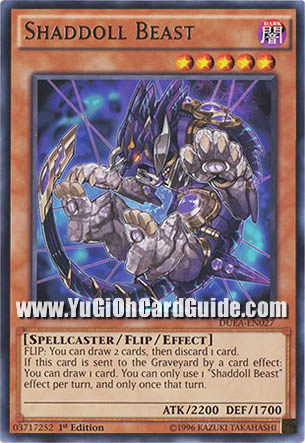 SHADDOLL BEAST
DARK
闇
www.YuGiOhCardGuide.com
DUEA-EN027
[SPELLCASTER/FLIP/EFFECT]
FLIP: You can draw 2 cards, then discard 1 card.
If this card is sent to the Graveyard by a card effect:
You can draw 1 card. You can only use 1 "Shaddoll Beast"
effect per turn, and only once that turn.
ATK/2200 DEF/1700
03717252 1st Edition ©1996 KAZUKI TAKAHASHI